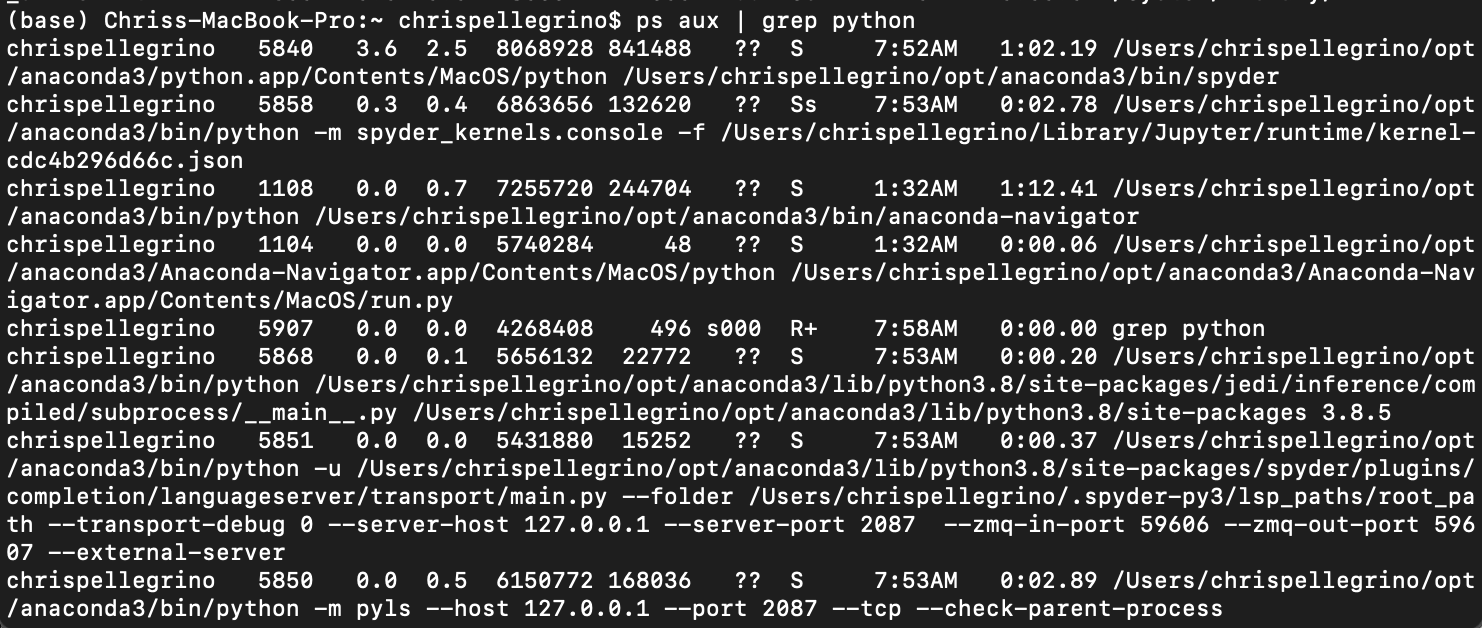 (base) Chriss-MacBook-Pro:~ chrispellegrino$ ps aux | grep python
chrispellegrino   5840   3.6  2.5  8068928 841488   ??  S     7:52AM   1:02.19 /Users/chrispellegrino/opt
/anaconda3/python.app/Contents/MacOS/python /Users/chrispellegrino/opt/anaconda3/bin/spyder
chrispellegrino   5858   0.3  0.4  6863656 132620   ??  Ss    7:53AM   0:02.78 /Users/chrispellegrino/opt
/anaconda3/bin/python -m spyder_kernels.console -f /Users/chrispellegrino/Library/Jupyter/runtime/kernel-
cdc4b296d66c.json
chrispellegrino   1108   0.0  0.7  7255720 244704   ??  S     1:32AM   1:12.41 /Users/chrispellegrino/opt
/anaconda3/bin/python /Users/chrispellegrino/opt/anaconda3/bin/anaconda-navigator
chrispellegrino   1104   0.0  0.0  5740284     48   ??  S     1:32AM   0:00.06 /Users/chrispellegrino/opt
/anaconda3/Anaconda-Navigator.app/Contents/MacOS/python /Users/chrispellegrino/opt/anaconda3/Anaconda-Nav
igator.app/Contents/MacOS/run.py
chrispellegrino   5907   0.0  0.0  4268408    496 s000  R+    7:58AM   0:00.00 grep python
chrispellegrino   5868   0.0  0.1  5656132  22772   ??  S     7:53AM   0:00.20 /Users/chrispellegrino/opt
/anaconda3/bin/python /Users/chrispellegrino/opt/anaconda3/lib/python3.8/site-packages/jedi/inference/com
piled/subprocess/__main__.py /Users/chrispellegrino/opt/anaconda3/lib/python3.8/site-packages 3.8.5
chrispellegrino   5851   0.0  0.0  5431880  15252   ??  S     7:53AM   0:00.37 /Users/chrispellegrino/opt
/anaconda3/bin/python -u /Users/chrispellegrino/opt/anaconda3/lib/python3.8/site-packages/spyder/plugins/
completion/languageserver/transport/main.py --folder /Users/chrispellegrino/.spyder-py3/lsp_paths/root_pa
th --transport-debug 0 --server-host 127.0.0.1 --server-port 2087  --zmq-in-port 59606 --zmq-out-port 596
07 --external-server
chrispellegrino   5850   0.0  0.5  6150772 168036   ??  S     7:53AM   0:02.89 /Users/chrispellegrino/opt
/anaconda3/bin/python -m pyls --host 127.0.0.1 --port 2087 --tcp --check-parent-process